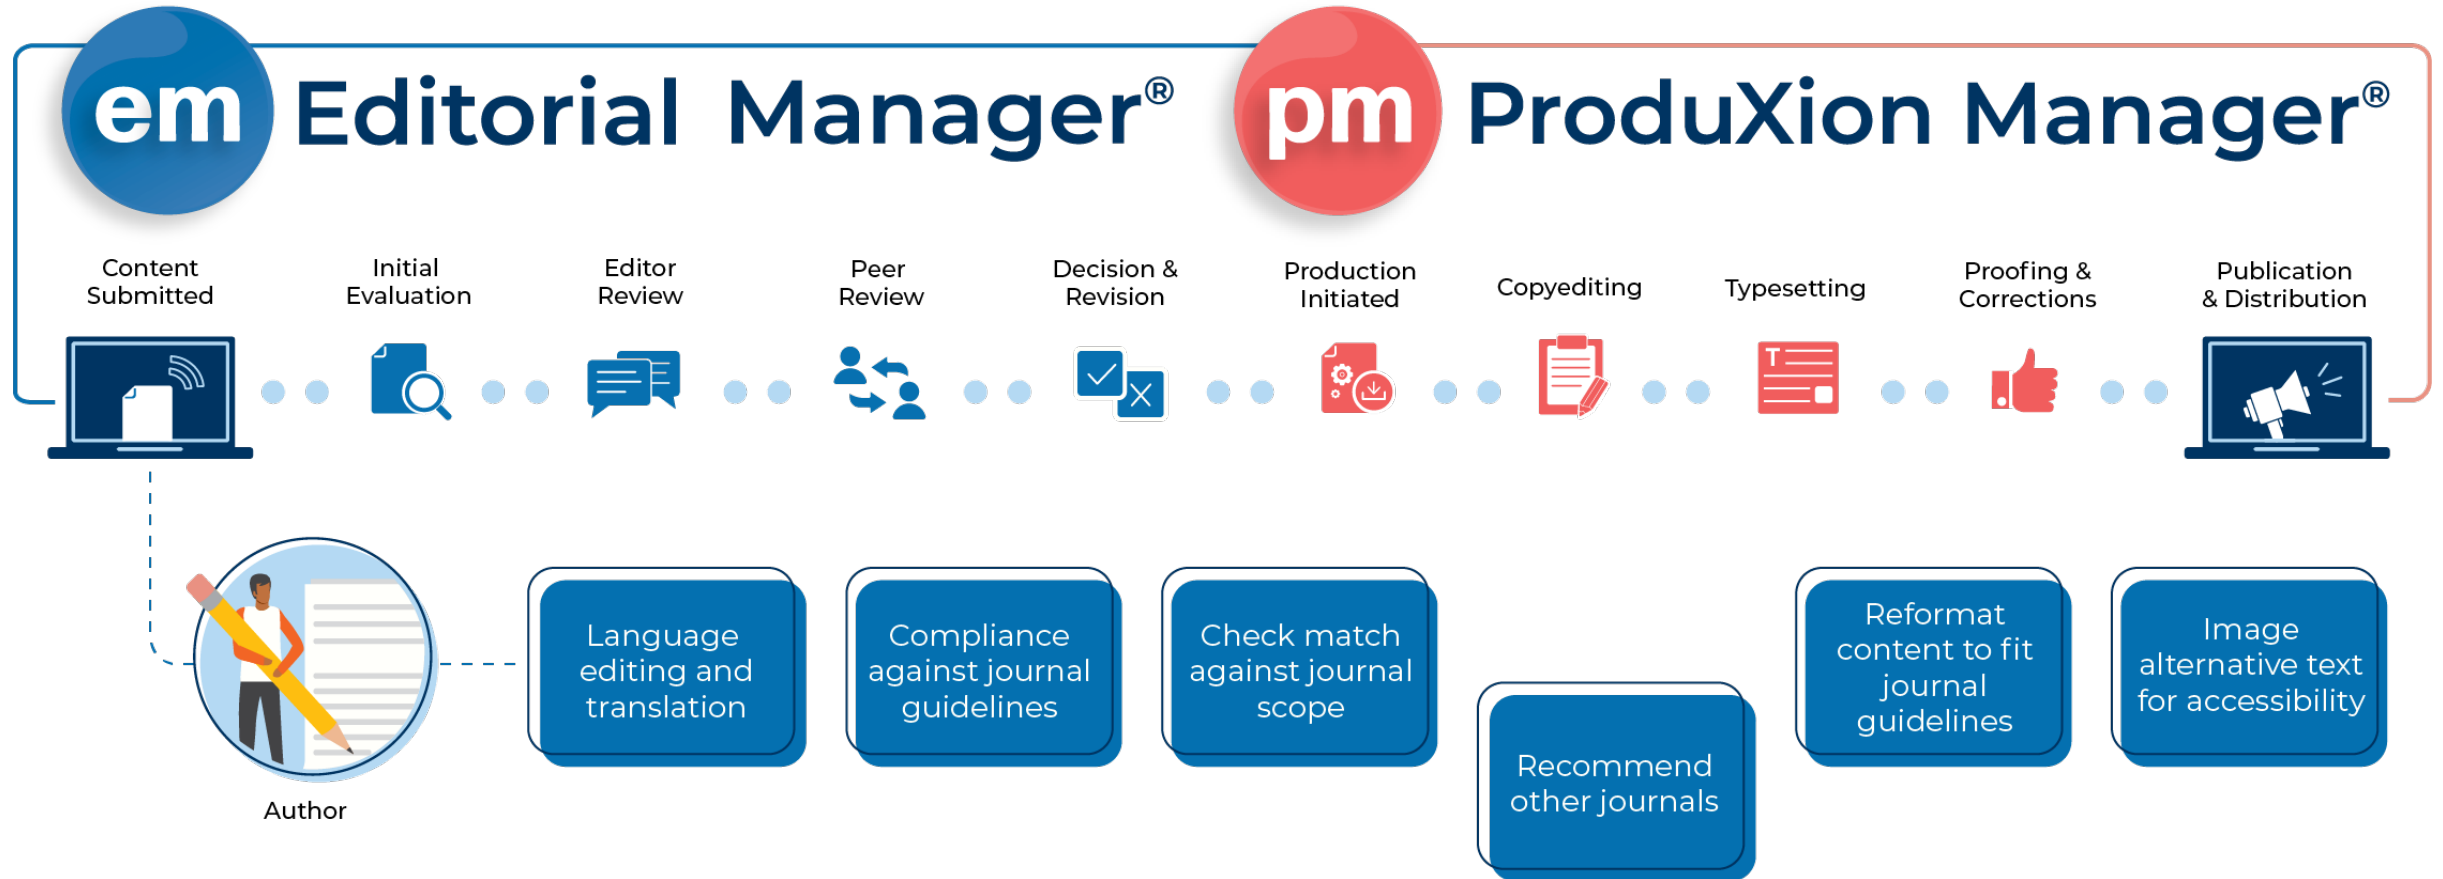 em Editorial Manager®
pm ProduXion Manager®
Content
Submitted
Initial
Evaluation
Editor
Review
Peer
Review
Decision &
Revision
Production
Initiated
Copyediting
Typesetting
Proofing &
Corrections
Publication
& Distribution
T
Author
Language
editing and
translation
Compliance
against journal
guidelines
Check match
against journal
scope
Recommend
other journals
Reformat
content to fit
journal
guidelines
Image
alternative text
for accessibility